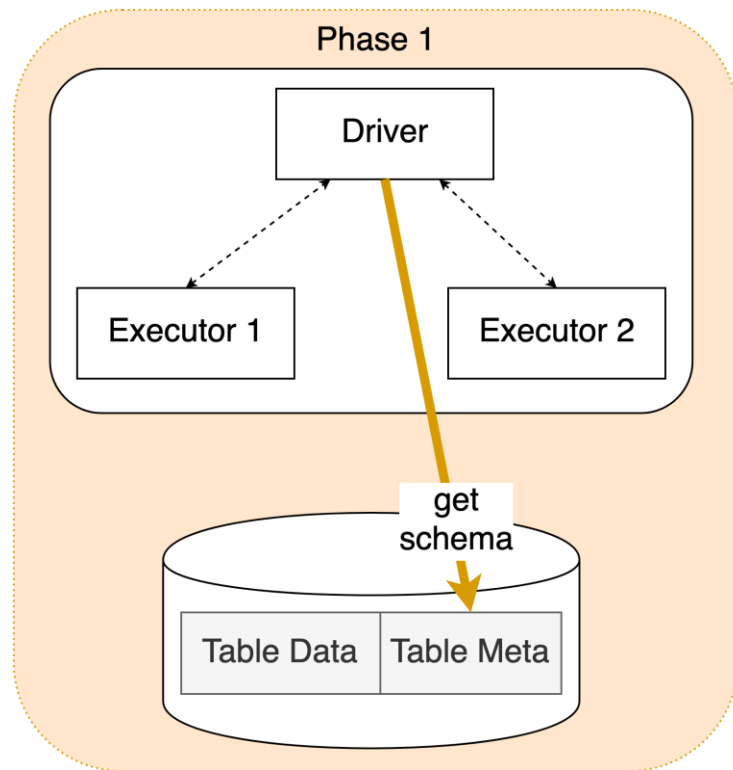 Phase 1
Driver
Executor 1
Executor 2
get
schema
Table Data
Table Meta